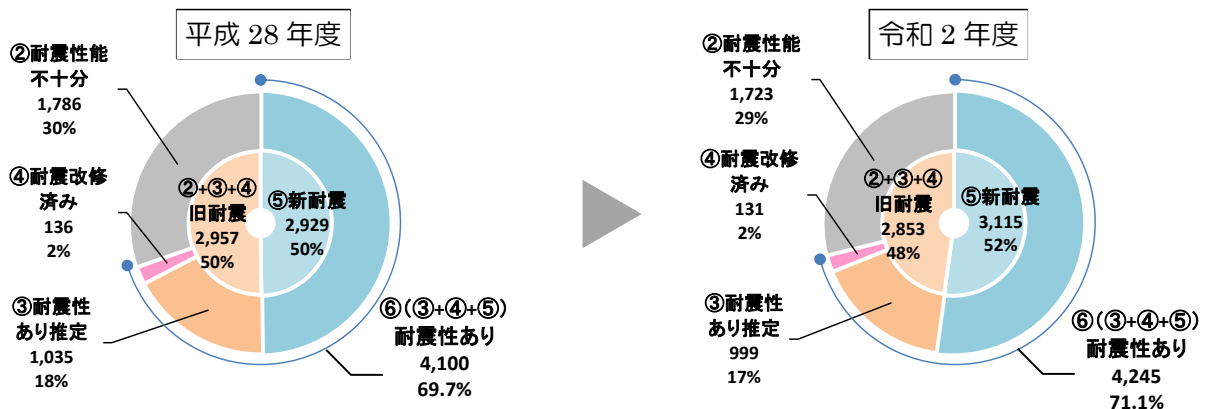 平成 28 年度
②耐震性能
不十分
1,786
30%
④耐震改修
済み
136
2%
③耐震性
あり推定
1,035
18%
②+③+④
旧耐震
2,957
50%
⑤新耐震
2,929
50%
⑥(③+④+⑤)
耐震性あり
4,100
69.7%
令和 2 年度
②耐震性能
不十分
1,723
29%
④耐震改修
済み
131
2%
③耐震性
あり推定
999
17%
②+③+④
旧耐震
2,853
48%
⑤新耐震
3,115
52%
⑥(③+④+⑤)
耐震性あり
4,245
71.1%